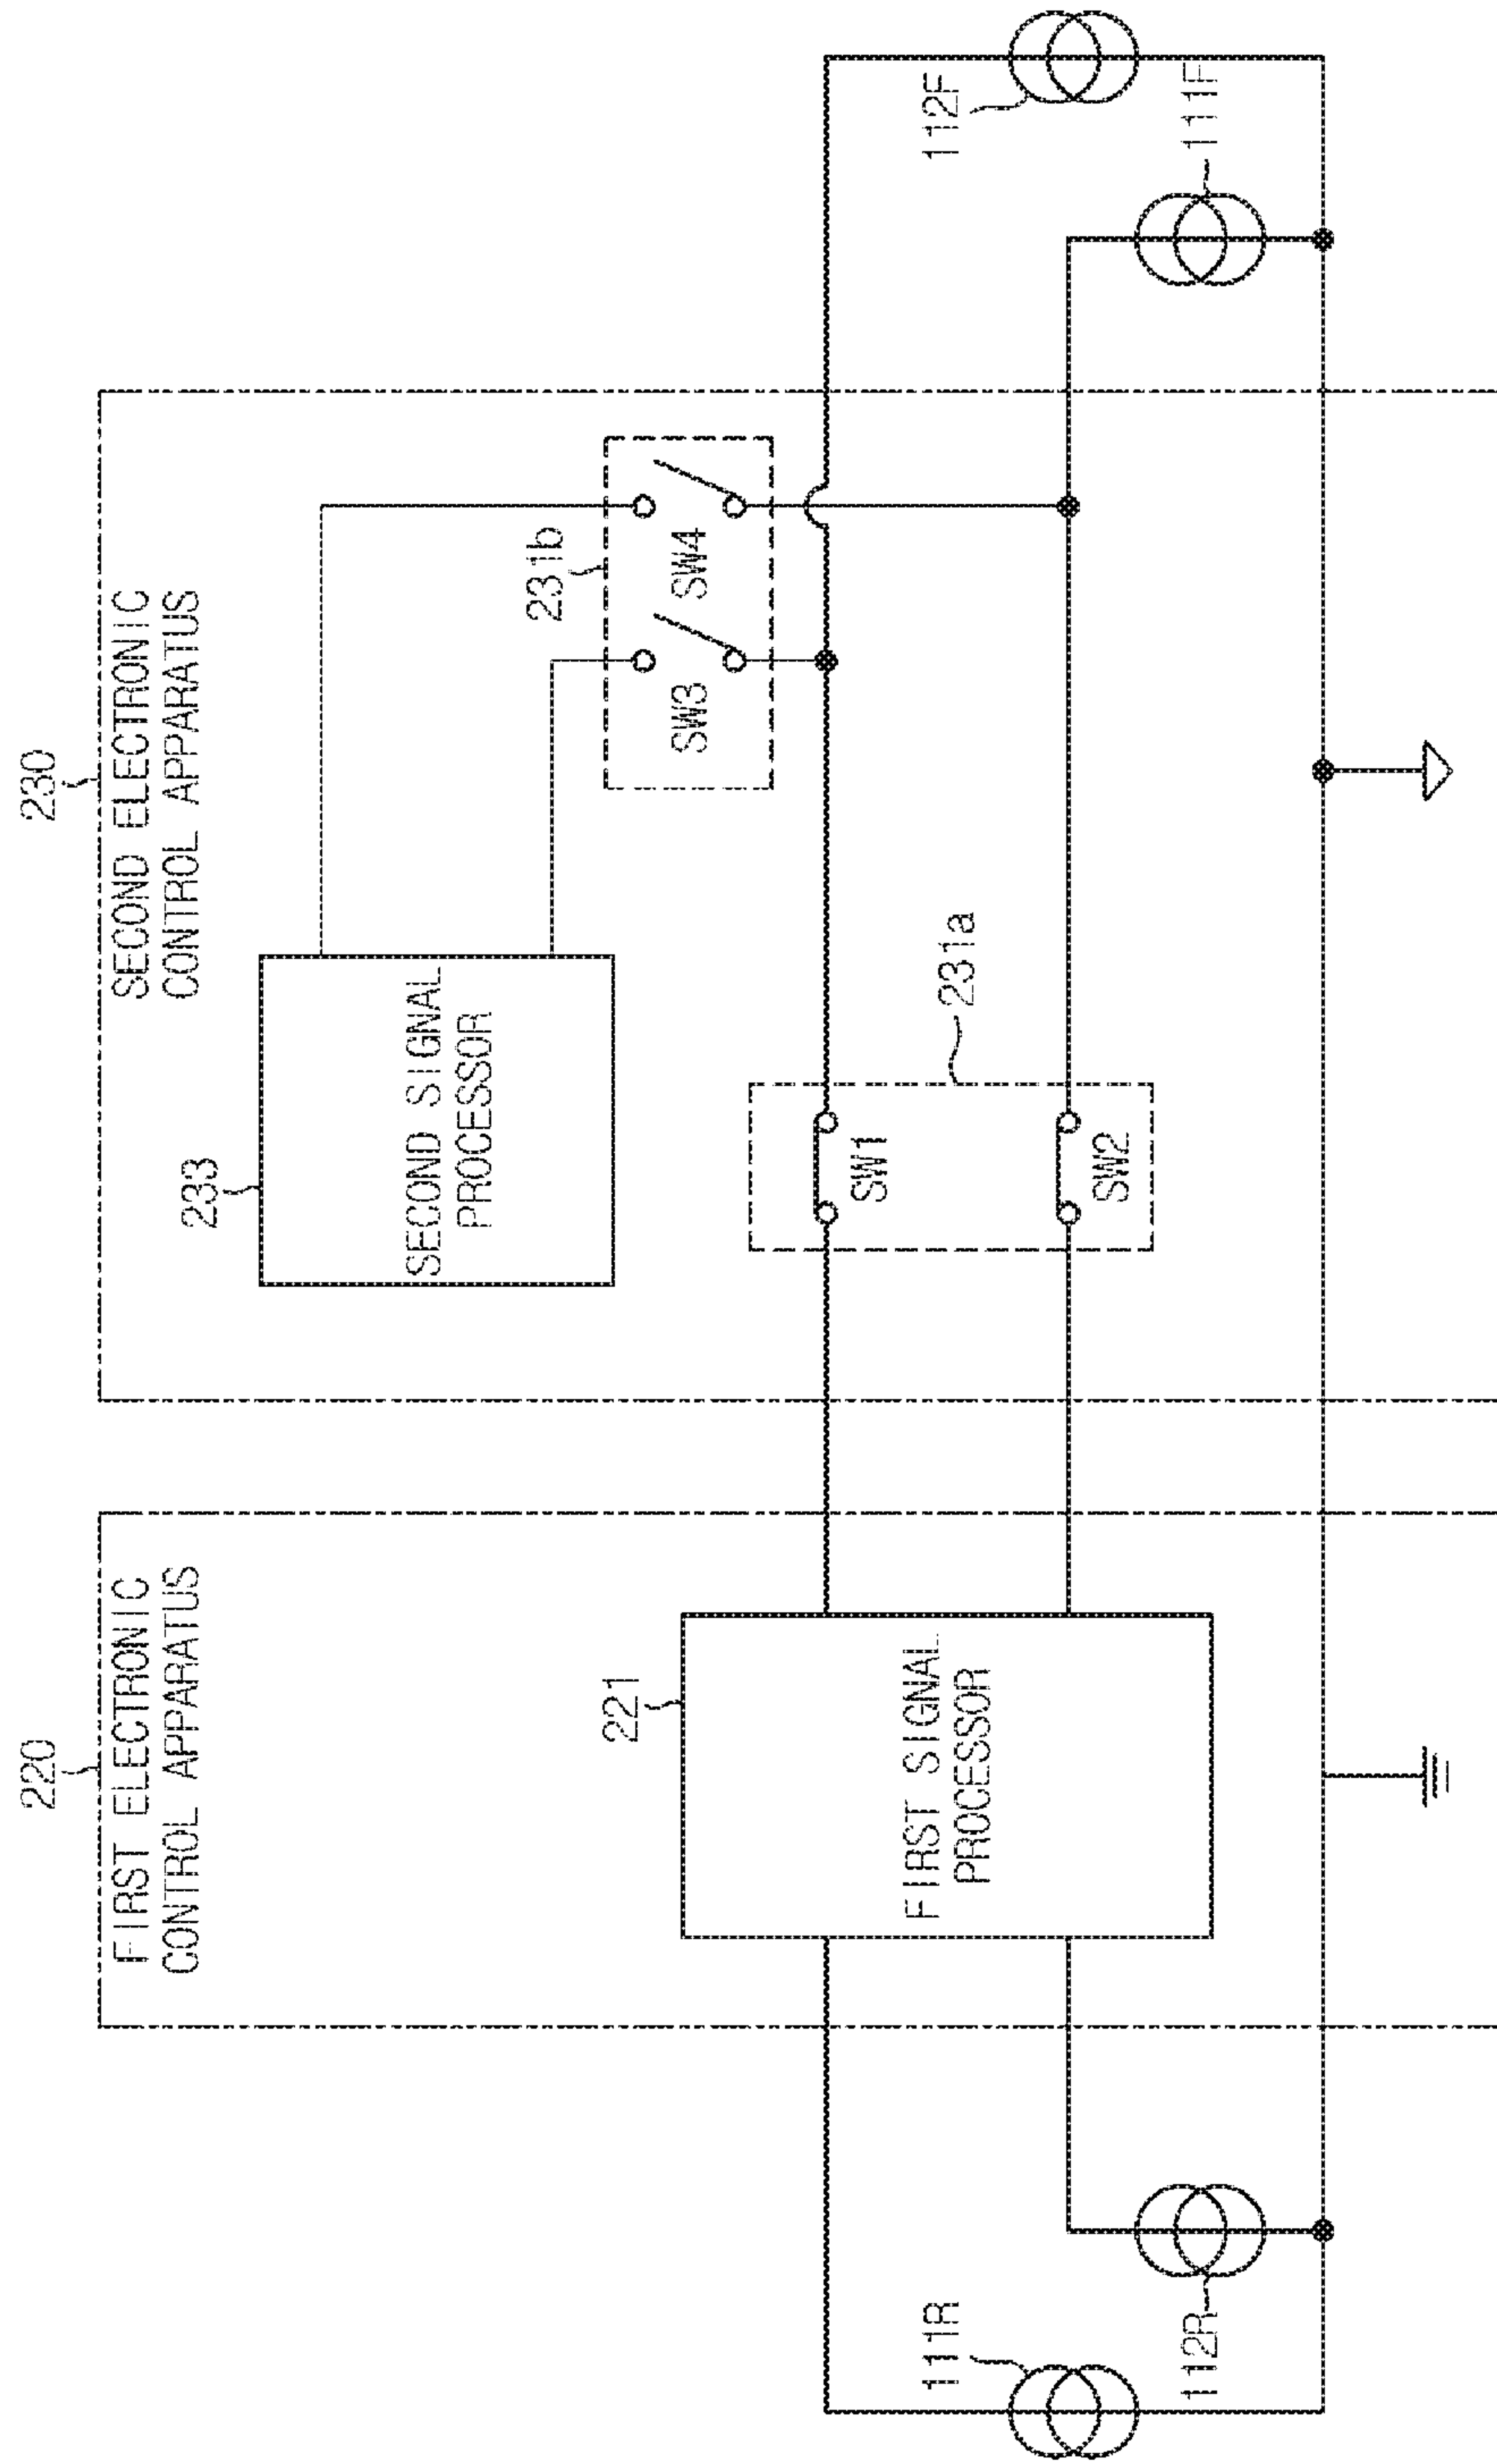 220
FIRST ELECTRONIC
CONTROL APPARATUS
230
SECOND ELECTRONIC
CONTROL APPARATUS
233
SECOND SIGNAL
PROCESSOR
231b
SW3
SW4
221
FIRST SIGNAL
PROCESSOR
231a
SW1
SW2
111R
112R
112F
111F